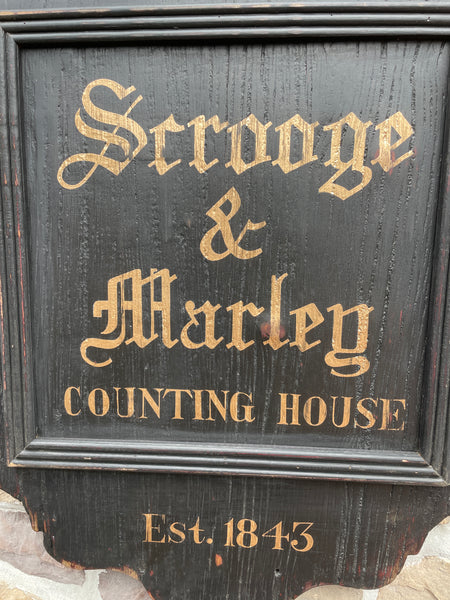 Scrooge
&
Marley
COUNTING HOUSE
Est. 1843